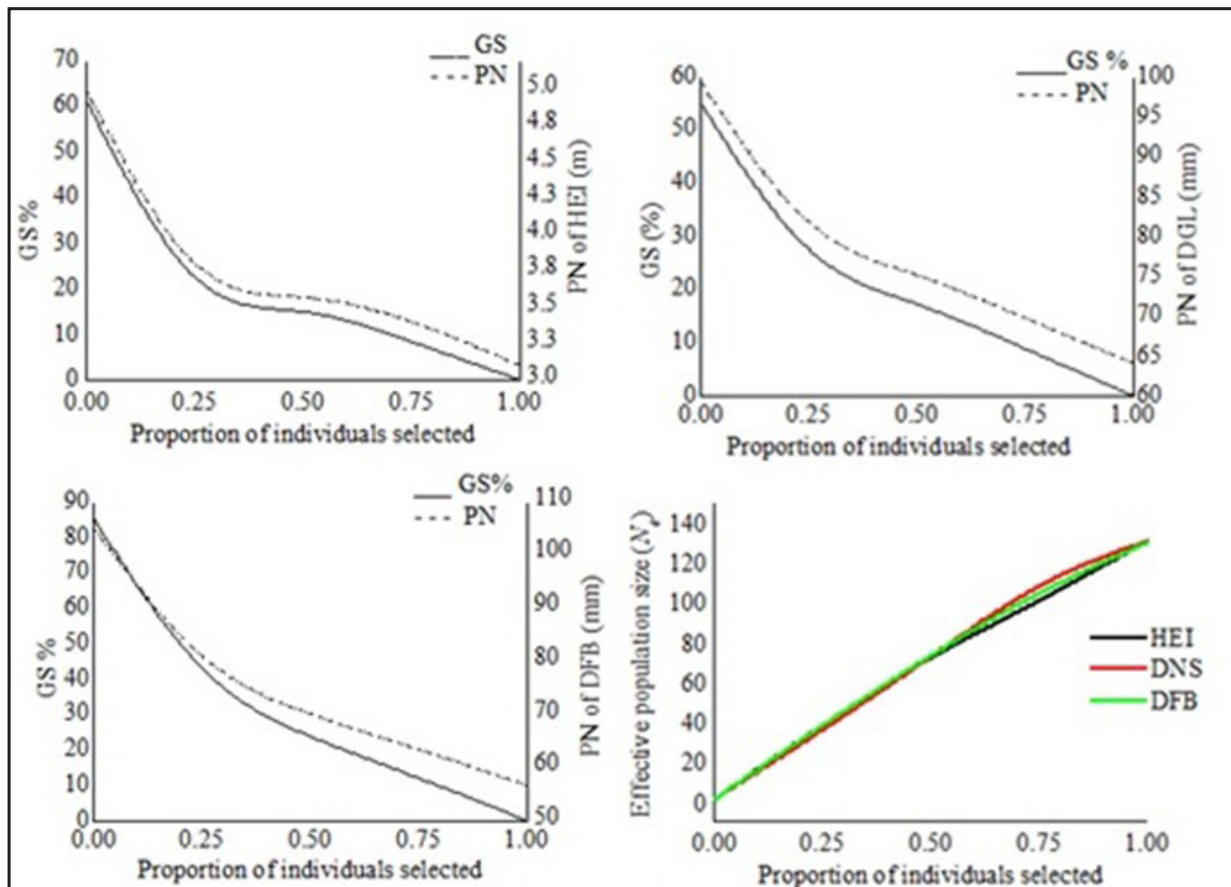 GS
PN
70
60
50
40
30
20
10
0
GS %
5.0
4.8
4.5
4.3
4.0
3.8
3.5
3.3
3.0
PN of HEI (m)
0.00 0.25 0.50 0.75 1.00
Proportion of individuals selected
GS %
PN
60
50
40
30
20
10
0
GS (%)
100
95
90
85
80
75
70
65
60
PN of DGL (mm)
0.00 0.25 0.50 0.75 1.00
Proportion of individuals selected
GS%
PN
90
80
70
60
50
40
30
20
10
0
GS %
110
100
90
80
70
60
50
PN of DFB (mm)
0.00 0.25 0.50 0.75 1.00
Proportion of individuals selected
140
120
100
80
60
40
20
0
Effective population size (Ne)
HEI
DNS
DFB
0.00 0.25 0.50 0.75 1.00
Proportion of individuals selected